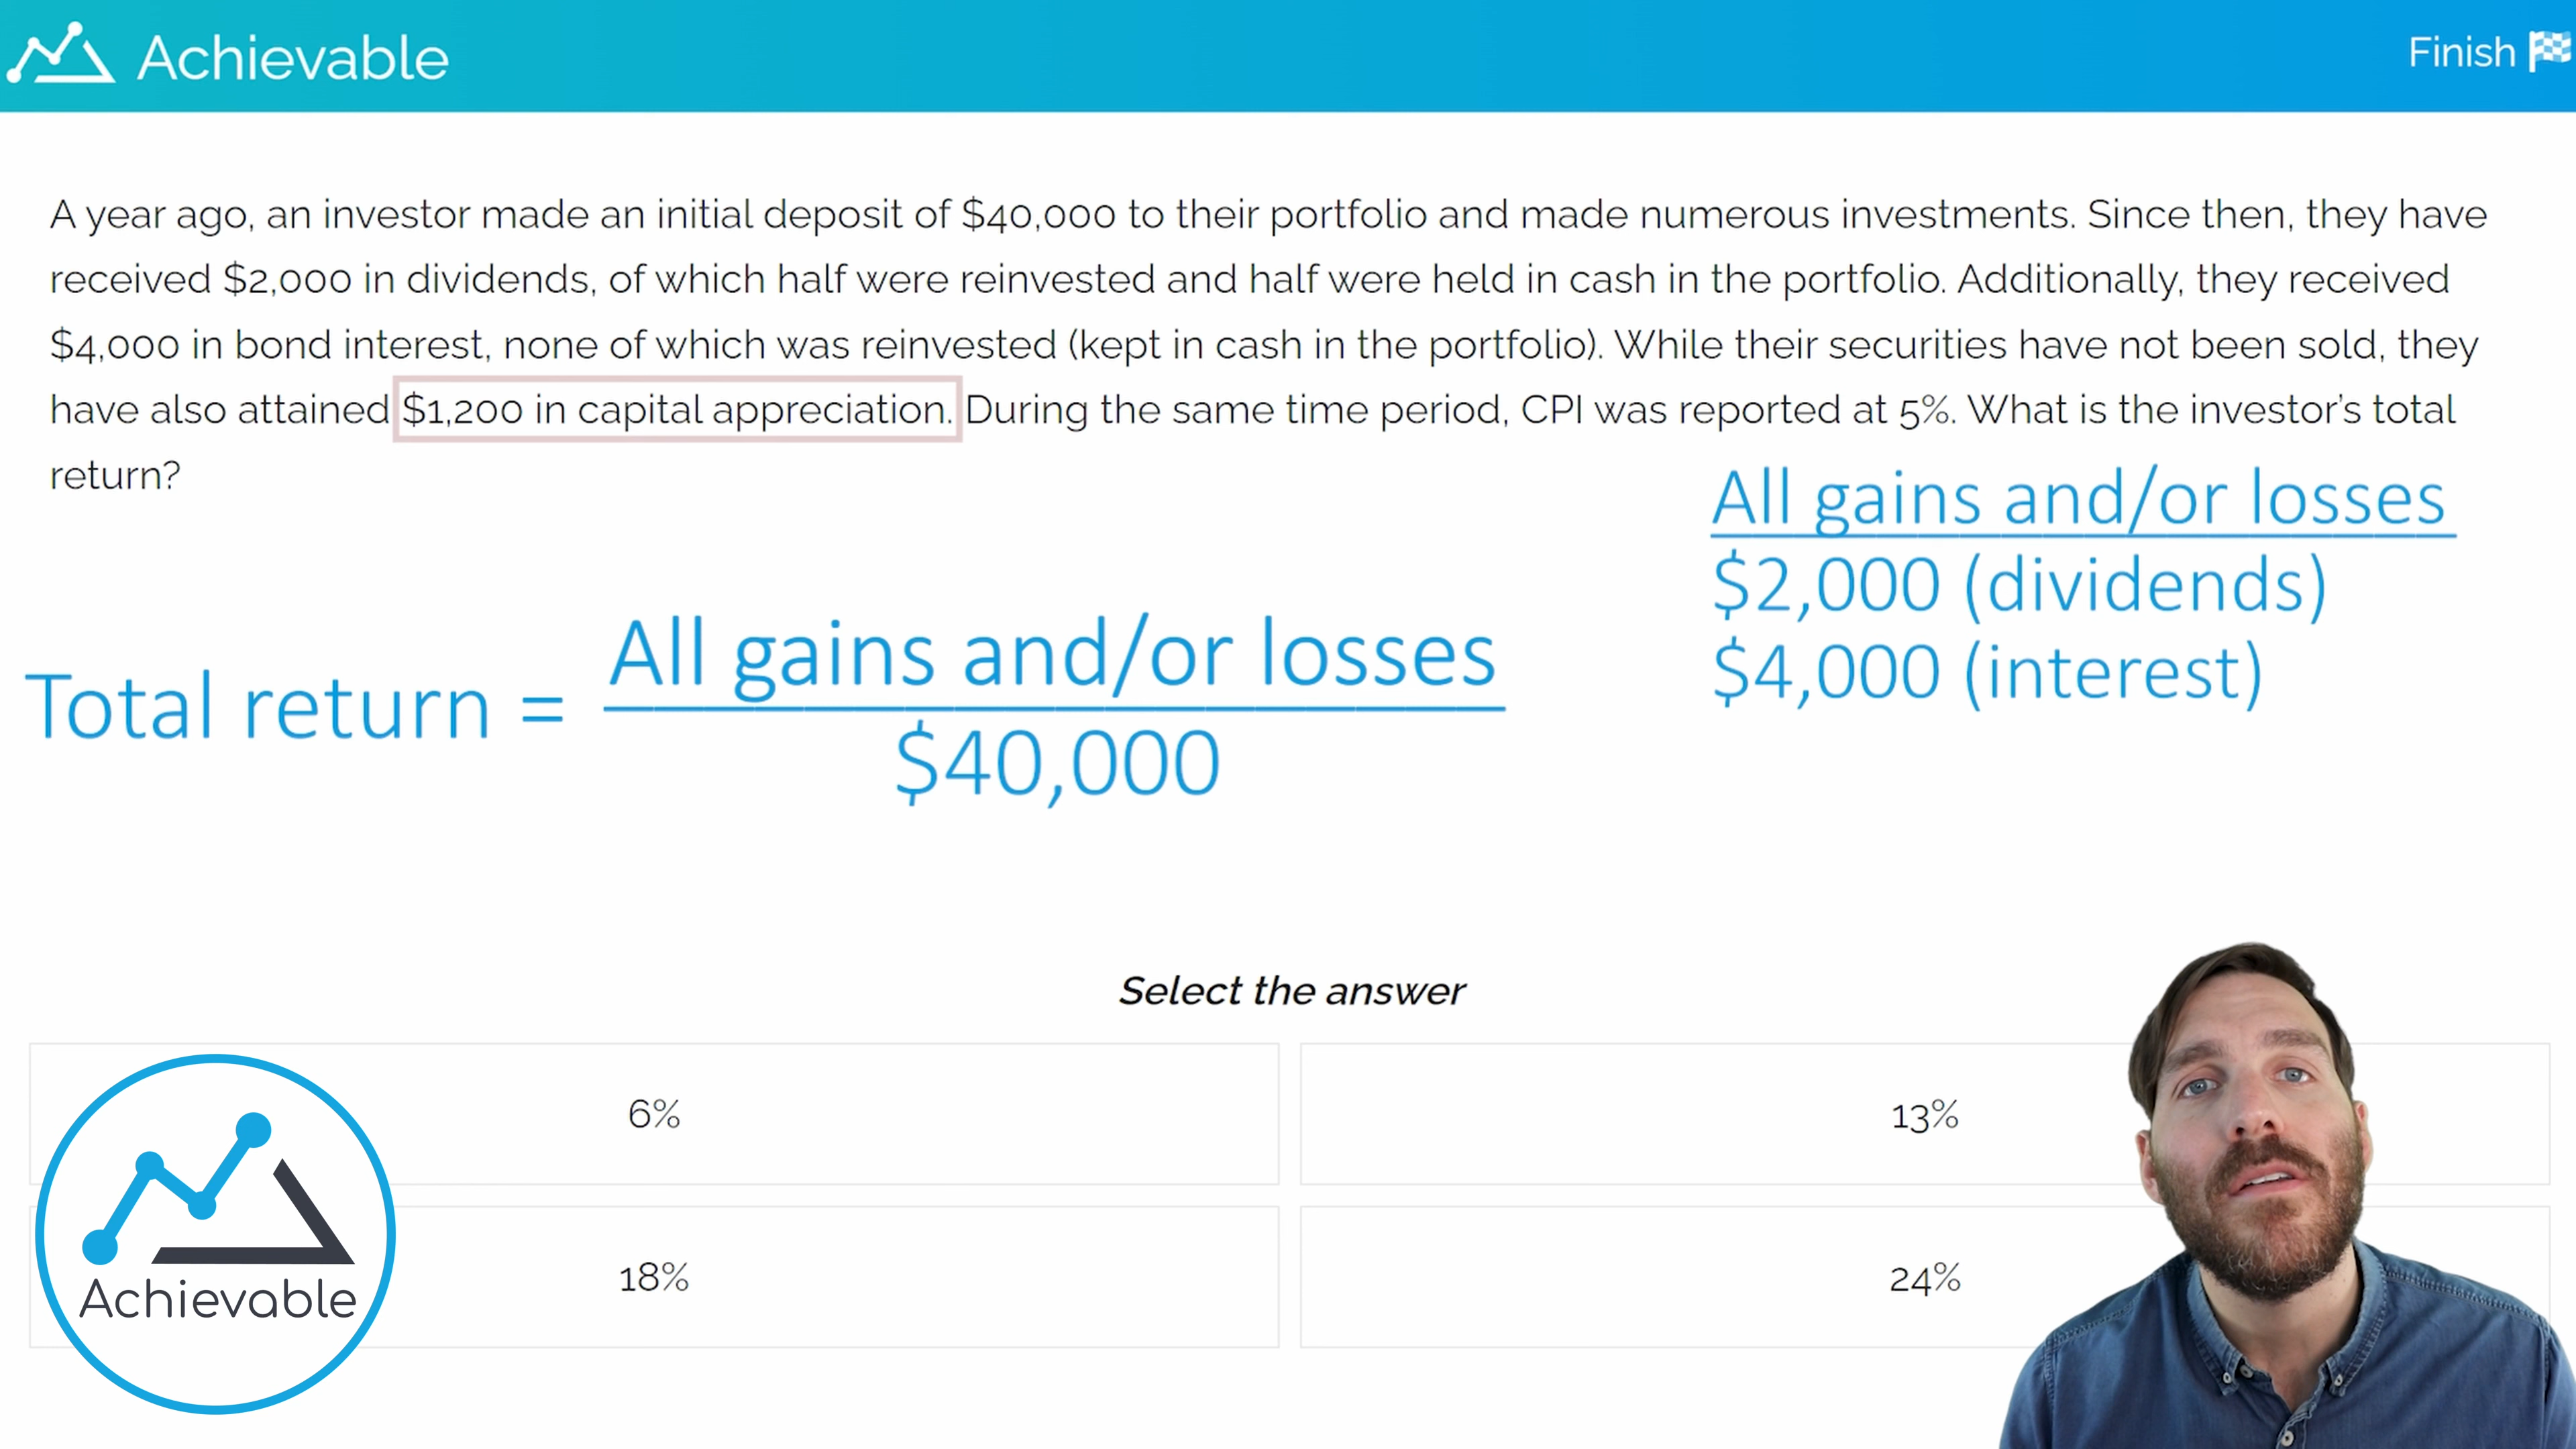 Achievable
Finish
A year ago, an investor made an initial deposit of $40,000 to their portfolio and made numerous investments. Since then, they have
received $2,000 in dividends, of which half were reinvested and half were held in cash in the portfolio. Additionally, they received
$4,000 in bond interest, none of which was reinvested (kept in cash in the portfolio). While their securities have not been sold, they
have also attained $1,200 in capital appreciation. During the same time period, CPI was reported at 5%. What is the investor's total
return?
All gains and/or losses
$2,000 (dividends)
$4,000 (interest)
Total return = All gains and/or losses
$40,000
Select the answer
6%
13%
18%
24%
Achievable